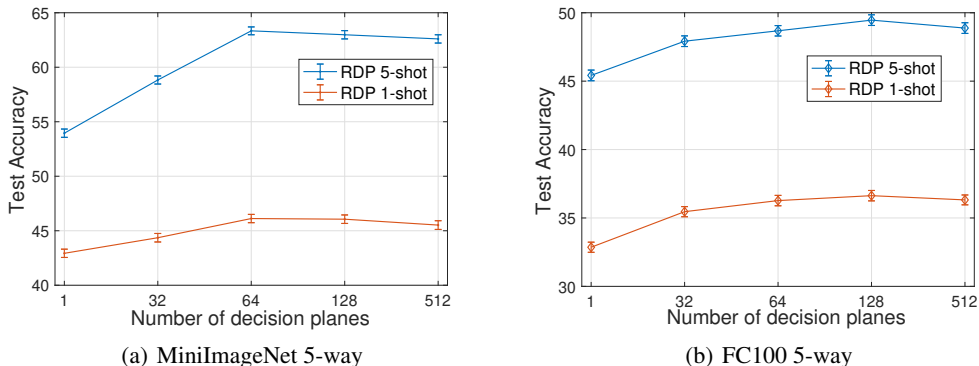 65
60
55
50
45
40
Test Accuracy
RDP 5-shot
RDP 1-shot
1 32 64 128 512
Number of decision planes
(a) MiniImageNet 5-way
50
45
40
35
30
Test Accuracy
RDP 5-shot
RDP 1-shot
1 32 64 128 512
Number of decision planes
(b) FC100 5-way